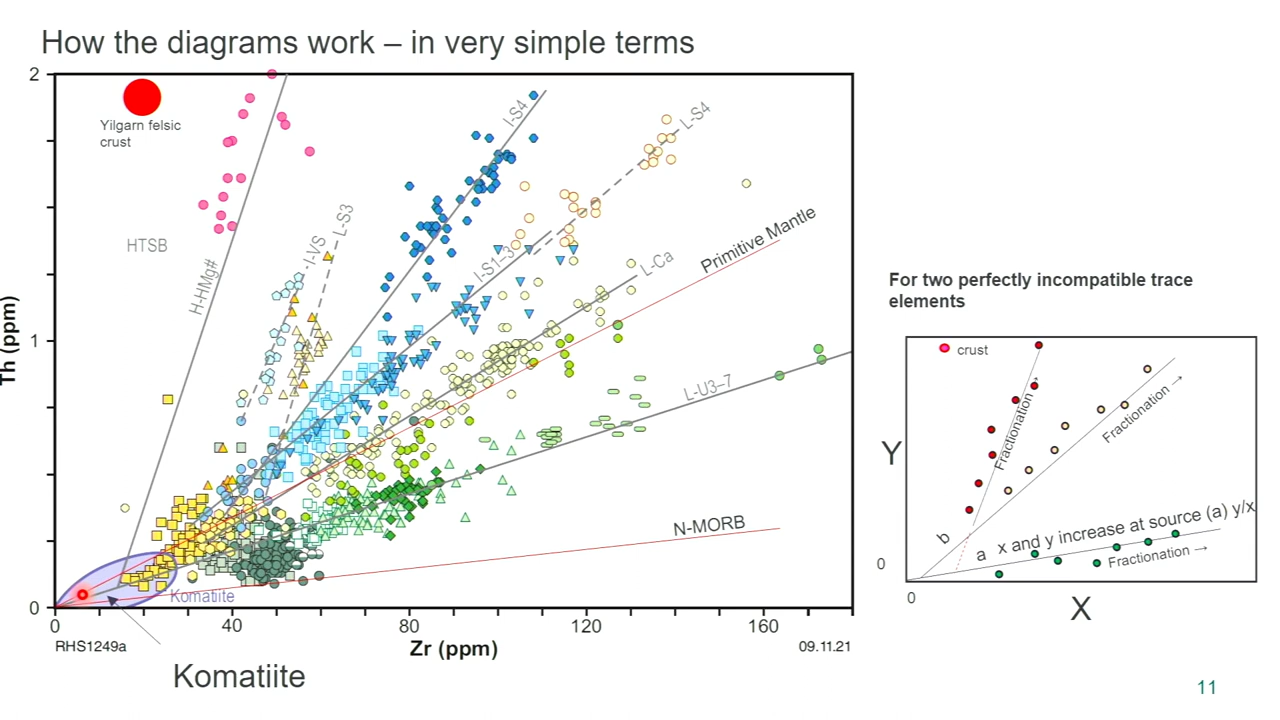 How the diagrams work – in very simple terms
2
Yilgarn felsic
crust
HTSB
H-HMg#
I-VS
L-S3
I-S4
L-S4
I-S1–3
L-Ca
Primitive Mantle
L-U3–7
N-MORB
Komatiite
1
0
Th (ppm)
0
40
80
120
160
RHS1249a
Zr (ppm)
09.11.21
Komatiite
For two perfectly incompatible trace
elements
crust
Fractionation →
Fractionation →
Y
b
a x and y increase at source (a) y/x
Fractionation →
0
0
X
11